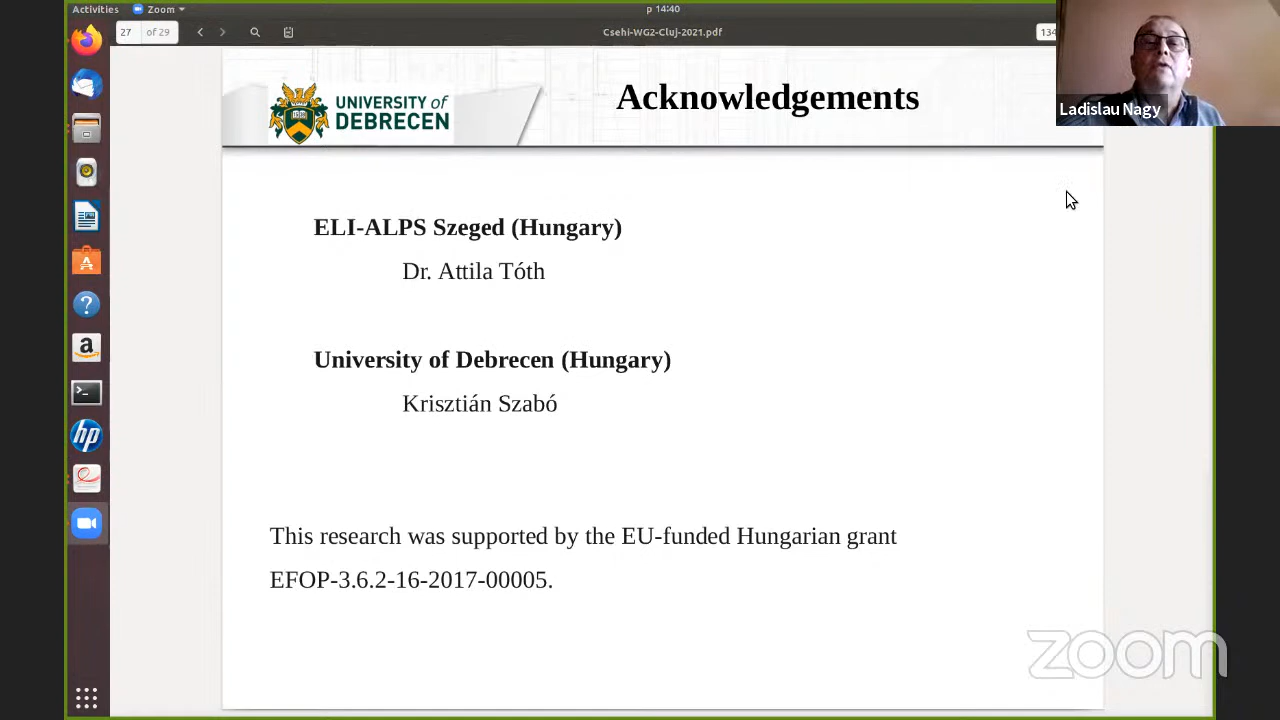 Activities Zoom р 14:40
27 of 29 Csehi-WG2-Cluj-2021.pdf 134
UNIVERSITY of
DEBRECEN
Acknowledgements
Ladislau Nagy
ELI-ALPS Szeged (Hungary)
Dr. Attila Tóth
University of Debrecen (Hungary)
Krisztián Szabó
This research was supported by the EU-funded Hungarian grant
EFOP-3.6.2-16-2017-00005.
zoom